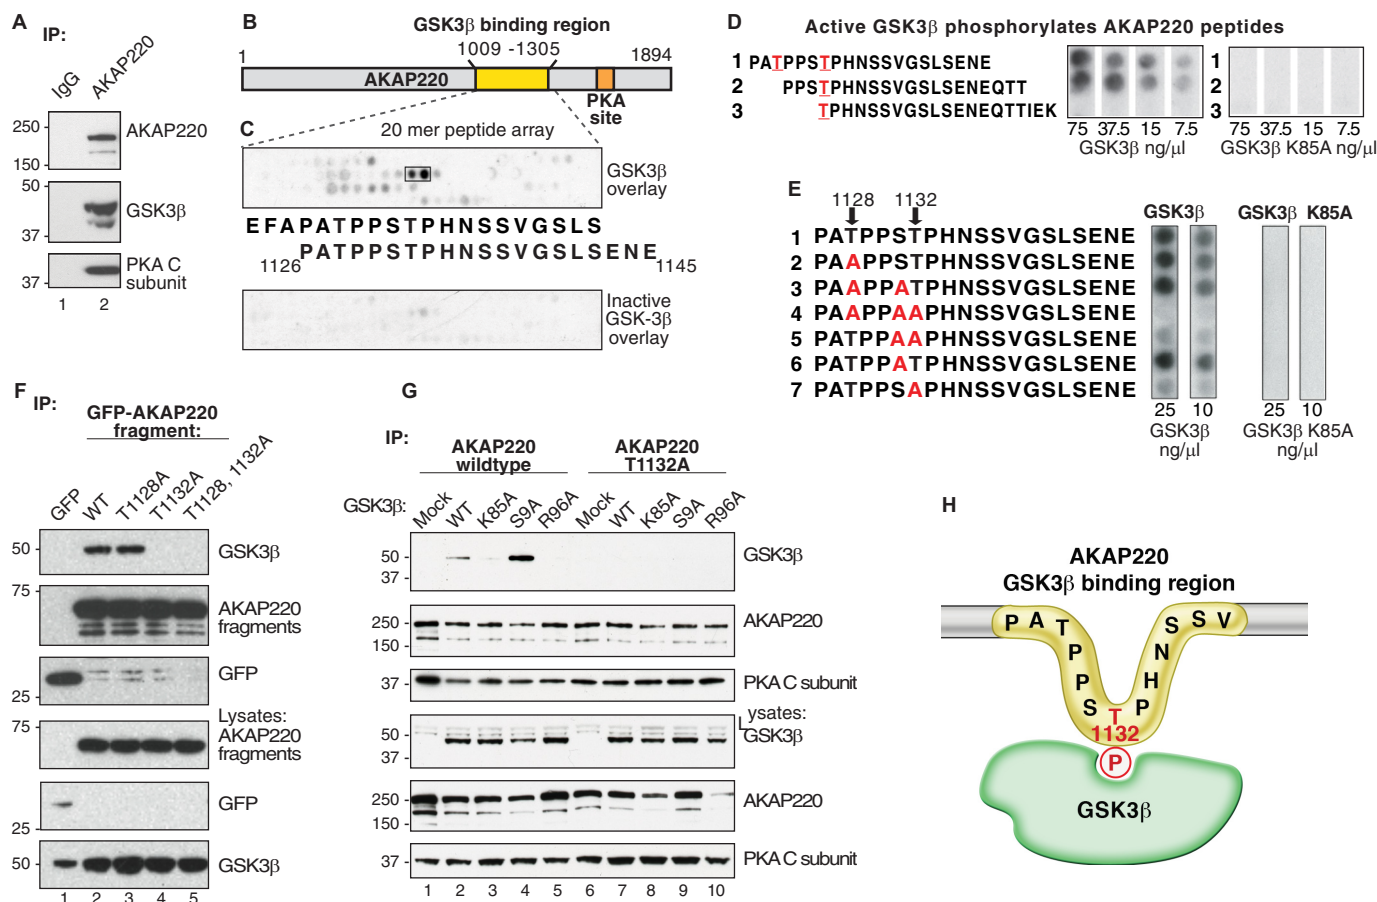 A
IP:
IgG
AKAP220
250
150
AKAP220
50
37
GSK3β
37
PKA C
subunit
1 2
B
GSK3β binding region
1 1009 -1305 1894
AKAP220
PKA
site
C
20 mer peptide array
GSK3β
overlay
EFAPATPPSTPHNSSVGSLS
PATPPSTPHNSSVGSLSENE
1126 1145
Inactive
GSK-3β
overlay
D
Active GSK3β phosphorylates AKAP220 peptides
1 PATPPSTPHNSSVGSLSENE
2 PPSTPHNSSVGSLSENEQTT
3 TPHNSSVGSLSENEQTTIEK
75 37.5 15 7.5
GSK3β ng/μl
1
2
3
75 37.5 15 7.5
GSK3β K85A ng/μl
E
1128 1132
GSK3β GSK3β K85A
1 PATPPSTPHNSSVGSLSENE
2 PAAPPSTPHNSSVGSLSENE
3 PAAPPATPHNSSVGSLSENE
4 PAAPPAAPHNSSVGSLSENE
5 PATPPAAPHNSSVGSLSENE
6 PATPPATPHNSSVGSLSENE
7 PATPPSAPHNSSVGSLSENE
25 10
GSK3β
ng/μl
25 10
GSK3β K85A
ng/μl
F
IP:
GFP-AKAP220
fragment:
GFP
WT
T1128A
T1132A
T1128, 1132A
50
GSK3β
75
AKAP220
fragments
25
GFP
Lysates:
75
AKAP220
fragments
25
GFP
50
GSK3β
1 2 3 4 5
G
IP:
AKAP220
wildtype
AKAP220
T1132A
GSK3β: Mock WT K85A S9A R96A Mock WT K85A S9A R96A
50
37
GSK3β
250
150
AKAP220
37
PKA C subunit
Lysates:
50
37
GSK3β
250
150
AKAP220
37
PKA C subunit
1 2 3 4 5 6 7 8 9 10
H
AKAP220
GSK3β binding region
P A T P P S T P H N S S V
1132
P
GSK3β